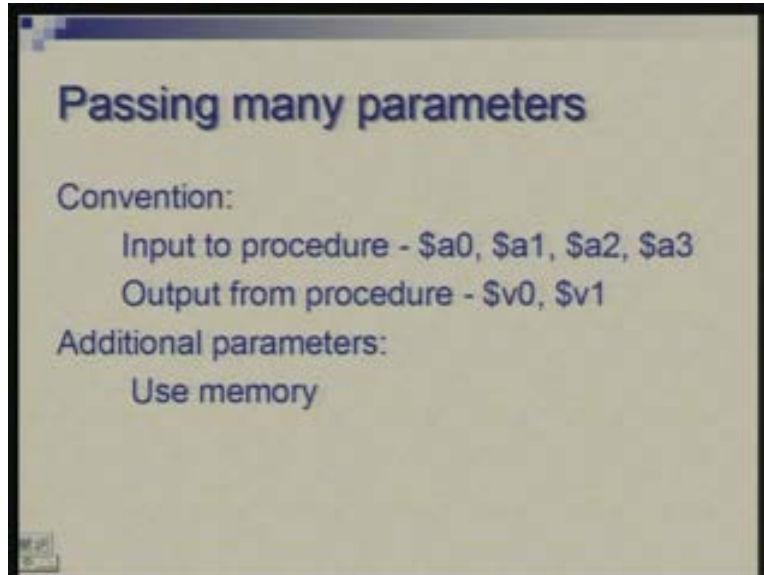 Passing many parameters
Convention:
Input to procedure - $a0, $a1, $a2, $a3
Output from procedure - $v0, $v1
Additional parameters:
Use memory